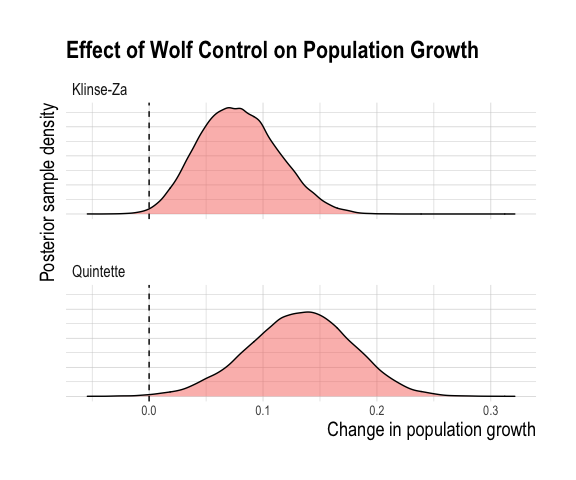 Effect of Wolf Control on Population Growth
Klinse-Za
Posterior sample density
Quintette
0.0 0.1 0.2 0.3
Change in population growth